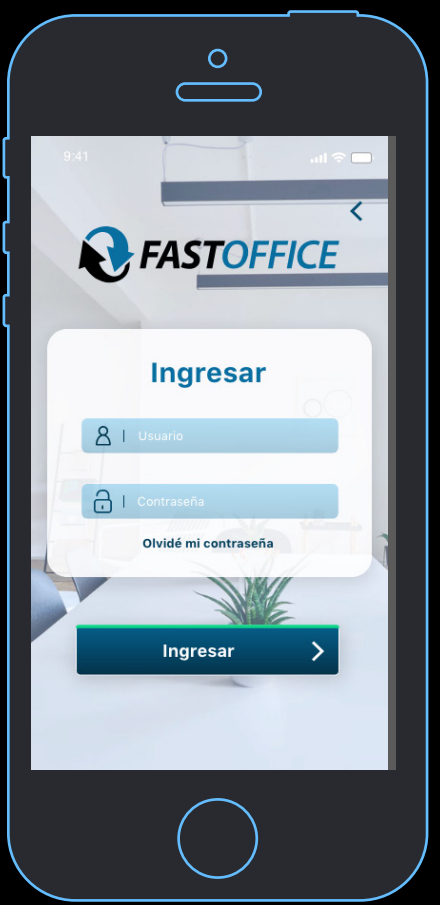 9:41
FASTOFFICE
Ingresar
Usuario
Contraseña
Olvidé mi contraseña
Ingresar